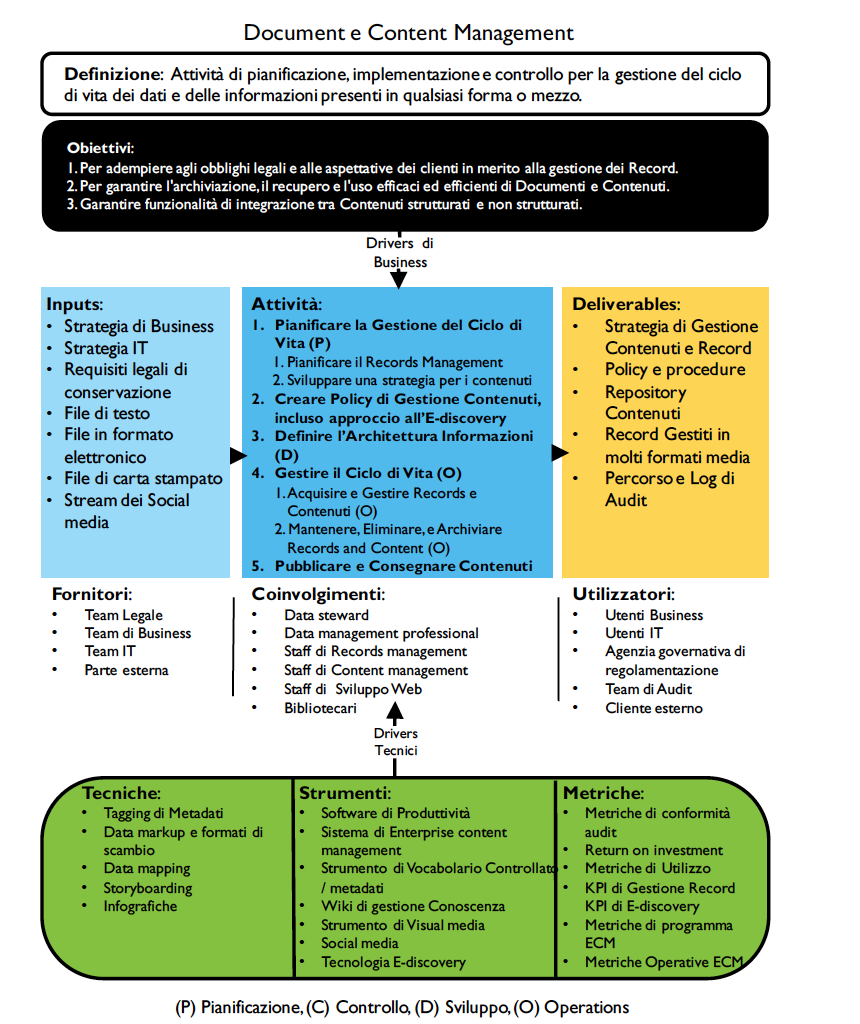 Document e Content Management
Definizione: Attività di pianificazione, implementazione e controllo per la gestione del ciclo
di vita dei dati e delle informazioni presenti in qualsiasi forma o mezzo.
Obiettivi:
1. Per adempiere agli obblighi legali e alle aspettative dei clienti in merito alla gestione dei Record.
2. Per garantire l'archiviazione, il recupero e l'uso efficaci ed efficienti di Documenti e Contenuti.
3. Garantire funzionalità di integrazione tra Contenuti strutturati e non strutturati.
Drivers di
Business
Inputs:
• Strategia di Business
• Strategia IT
• Requisiti legali di
conservazione
• File di testo
• File in formato
elettronico
• File di carta stampato
• Stream dei Social
media
Attività:
1. Pianificare la Gestione del Ciclo di
Vita (P)
1. Pianificare il Records Management
2. Sviluppare una strategia per i contenuti
2. Creare Policy di Gestione Contenuti,
incluso approccio all'E-discovery
3. Definire l'Architettura Informazioni
(D)
4. Gestire il Ciclo di Vita (O)
1. Acquisire e Gestire Records e
Contenuti (O)
2. Mantenere, Eliminare, e Archiviare
Records and Content (O)
5. Pubblicare e Consegnare Contenuti
Deliverables:
• Strategia di Gestione
Contenuti e Record
• Policy e procedure
• Repository
Contenuti
• Record Gestiti in
molti formati media
• Percorso e Log di
Audit
Fornitori:
• Team Legale
• Team di Business
• Team IT
• Parte esterna
Coinvolgimenti:
• Data steward
• Data management professional
• Staff di Records management
• Staff di Content management
• Staff di Sviluppo Web
• Bibliotecari
Utilizzatori:
• Utenti Business
• Utenti IT
• Agenzia governativa di
regolamentazione
• Team di Audit
• Cliente esterno
Drivers
Tecnici
Tecniche:
• Tagging di Metadati
• Data markup e formati di
scambio
• Data mapping
• Storyboarding
• Infografiche
Strumenti:
• Software di Produttività
• Sistema di Enterprise content
management
• Strumento di Vocabolario Controllato
/ metadati
• Wiki di gestione Conoscenza
• Strumento di Visual media
• Social media
• Tecnologia E-discovery
Metriche:
• Metriche di conformità
audit
• Return on investment
• Metriche di Utilizzo
• KPI di Gestione Record
KPI di E-discovery
• Metriche di programma
ECM
• Metriche Operative ECM
(P) Pianificazione, (C) Controllo, (D) Sviluppo, (O) Operations